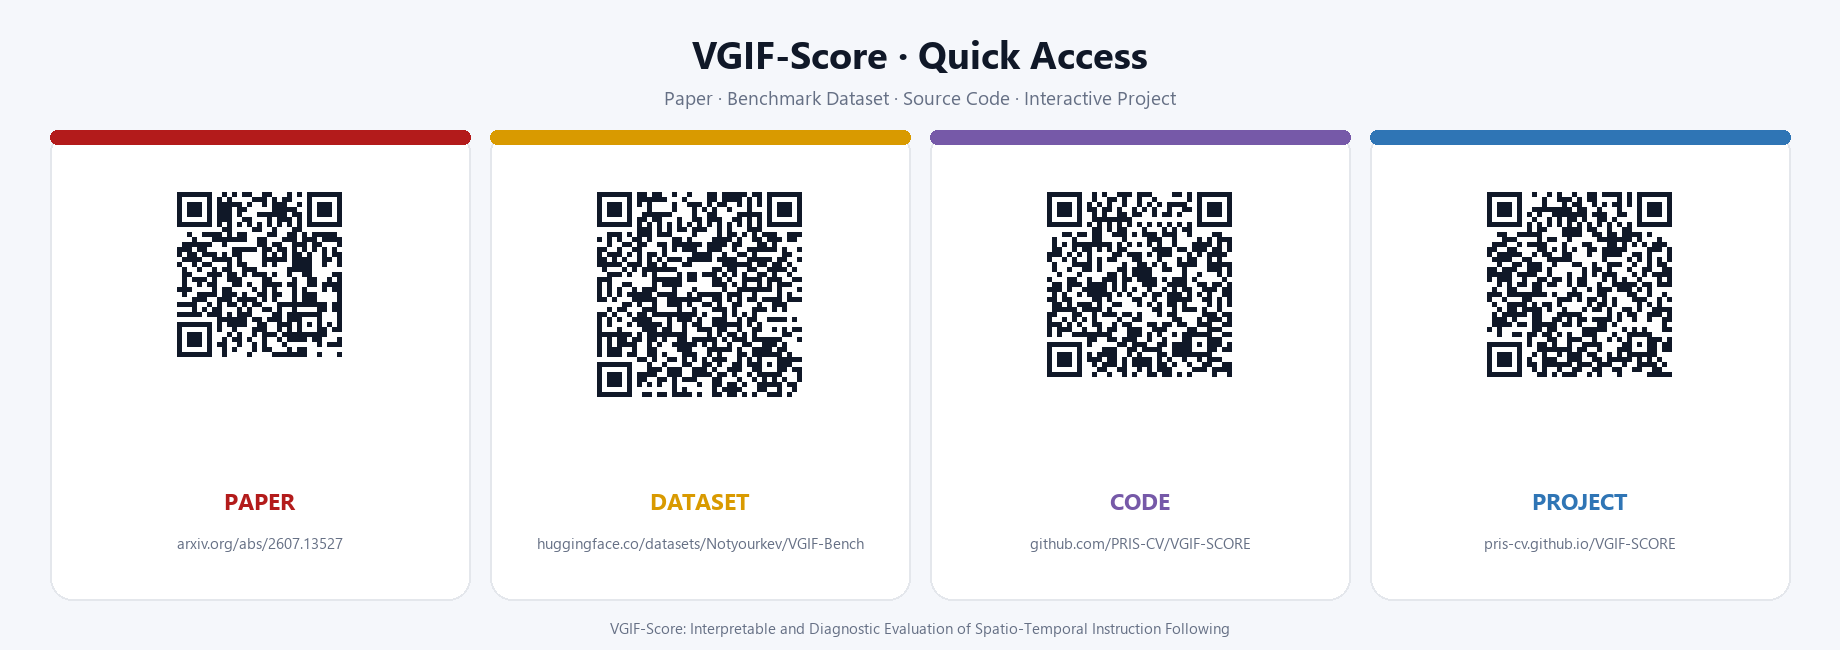 VGIF-Score · Quick Access
Paper · Benchmark Dataset · Source Code · Interactive Project
PAPER
arxiv.org/abs/2607.13527
DATASET
huggingface.co/datasets/Notyourkev/VGIF-Bench
CODE
github.com/PRIS-CV/VGIF-SCORE
PROJECT
pris-cv.github.io/VGIF-SCORE
VGIF-Score: Interpretable and Diagnostic Evaluation of Spatio-Temporal Instruction Following